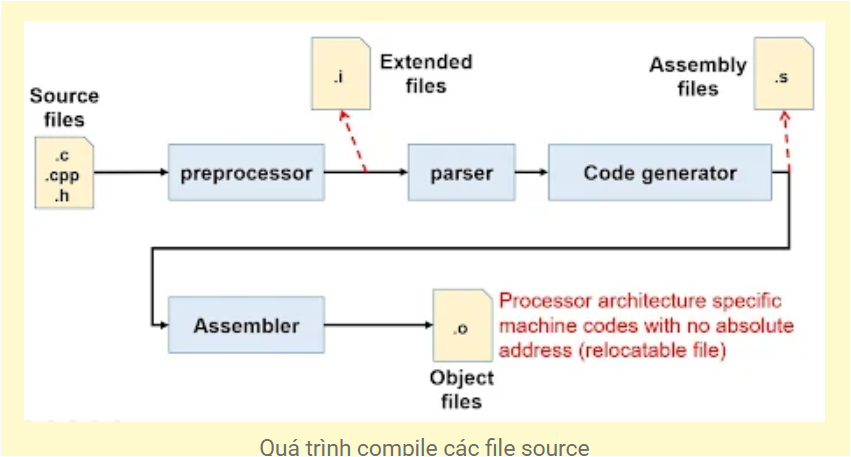 Source
files
.c
.cpp
.h
preprocessor
.i
Extended
files
parser
Code generator
Assembly
files
.s
Assembler
.o
Object
files
Processor architecture specific
machine codes with no absolute
address (relocatable file)
Quá trình compile các file source